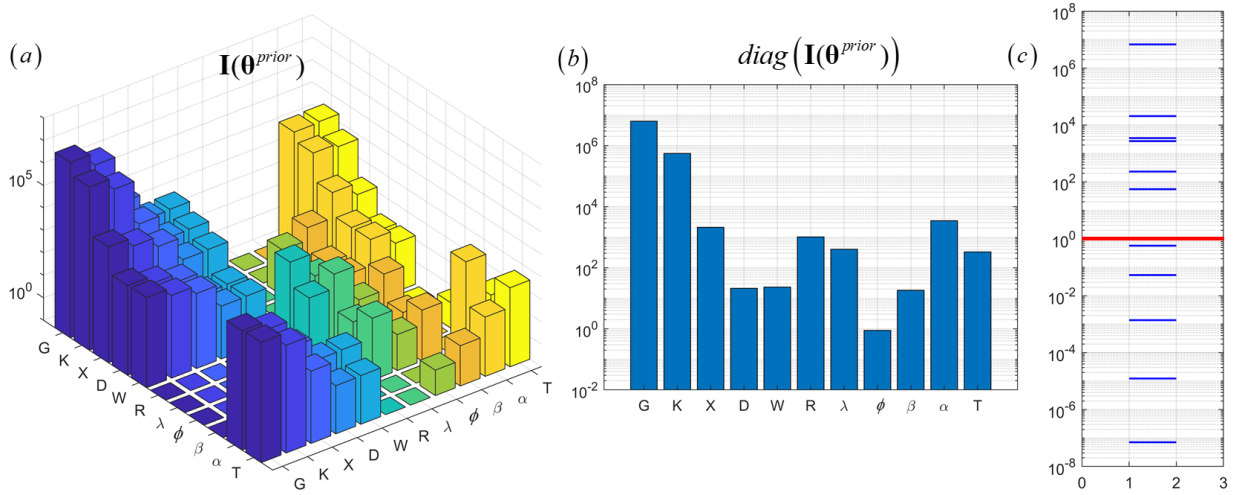 (a)
I(θ^prior)
10^5
10^0
G
K
X
D
W
R
λ
ϕ
β
α
T
G
K
X
D
W
R
λ
ϕ
β
α
T
(b)
diag(I(θ^prior))
10^8
10^6
10^4
10^2
10^0
10^-2
G K X D W R λ ϕ β α T
(c)
10^8
10^6
10^4
10^2
10^0
10^-2
10^-4
10^-6
10^-8
0 1 2 3